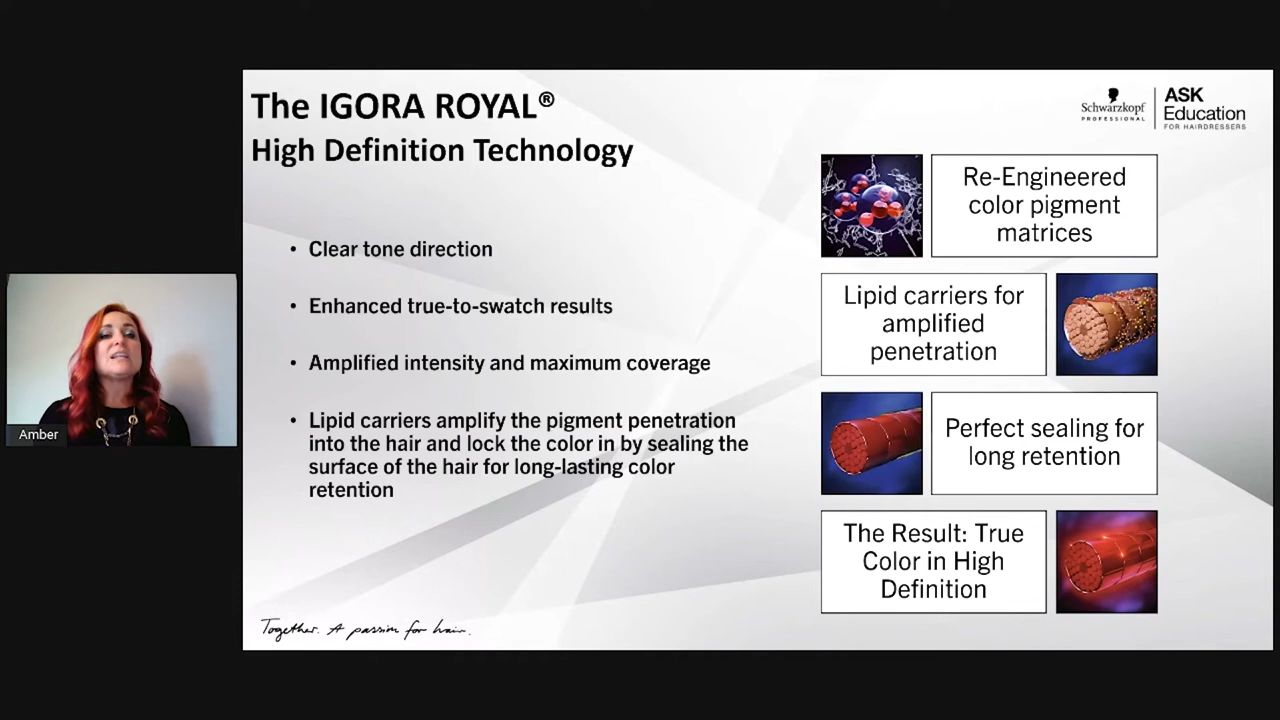 The IGORA ROYAL®
High Definition Technology
Schwarzkopf
PROFESSIONAL
ASK
Education
FOR HAIRDRESSERS
• Clear tone direction
• Enhanced true-to-swatch results
• Amplified intensity and maximum coverage
• Lipid carriers amplify the pigment penetration
into the hair and lock the color in by sealing the
surface of the hair for long-lasting color
retention
Re-Engineered
color pigment
matrices
Lipid carriers for
amplified
penetration
Perfect sealing for
long retention
The Result: True
Color in High
Definition
Amber
Together. A passion for hair.